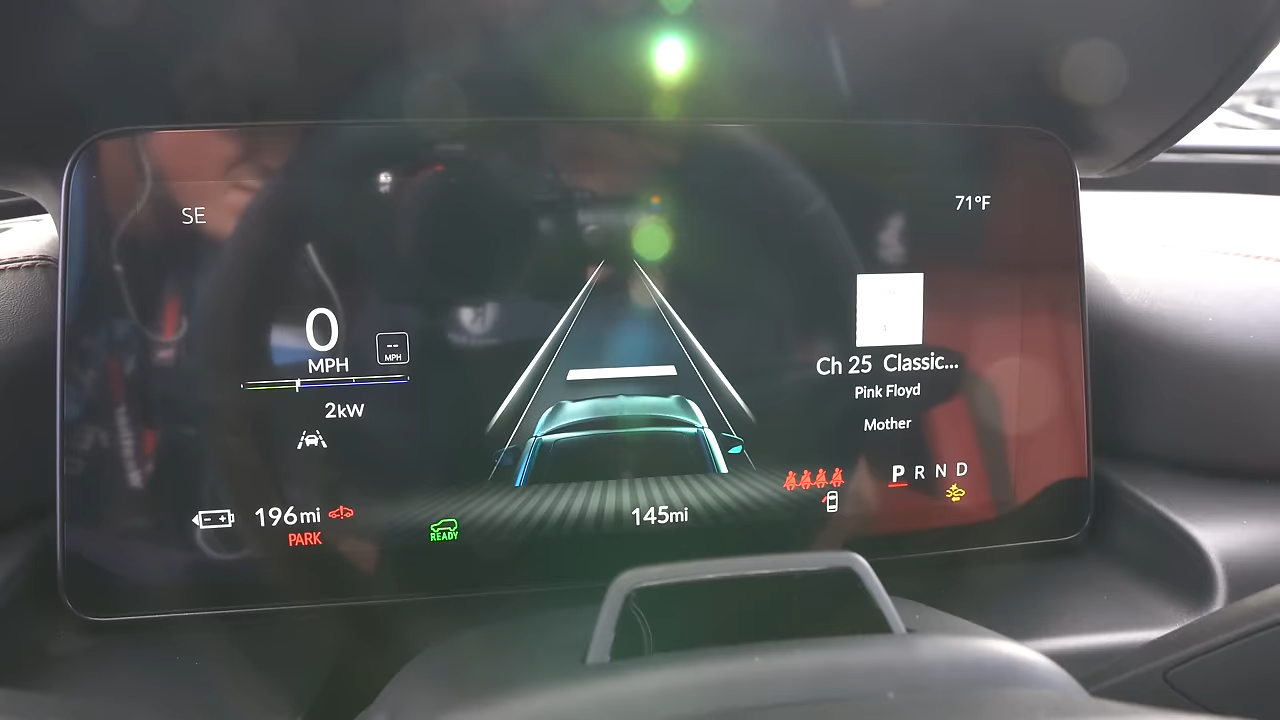 SE
71°F
0
MPH
--
MPH
2kW
Ch 25 Classic...
Pink Floyd
Mother
P R N D
196mi
PARK
READY
145mi